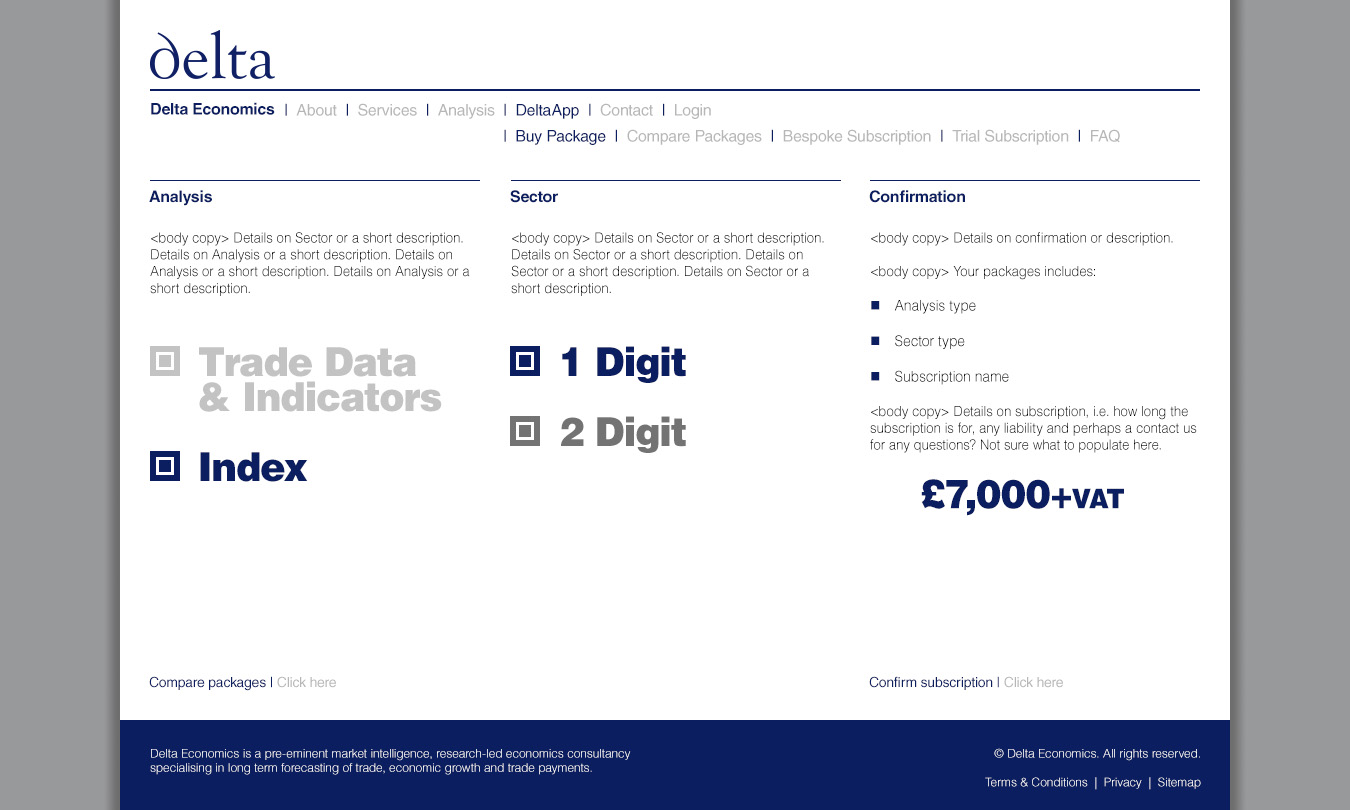 delta
Delta Economics | About | Services | Analysis | DeltaApp | Contact | Login
| Buy Package | Compare Packages | Bespoke Subscription | Trial Subscription | FAQ
Analysis
<body copy> Details on Sector or a short description.
Details on Analysis or a short description. Details on
Analysis or a short description. Details on Analysis or a
short description.
Trade Data
& Indicators
Index
Compare packages | Click here
Sector
<body copy> Details on Sector or a short description.
Details on Sector or a short description. Details on
Sector or a short description. Details on Sector or a
short description.
1 Digit
2 Digit
Confirmation
<body copy> Details on confirmation or description.
<body copy> Your packages includes:
Analysis type
Sector type
Subscription name
<body copy> Details on subscription, i.e. how long the
subscription is for, any liability and perhaps a contact us
for any questions? Not sure what to populate here.
£7,000+VAT
Confirm subscription | Click here
Delta Economics is a pre-eminent market intelligence, research-led economics consultancy
specialising in long term forecasting of trade, economic growth and trade payments.
© Delta Economics. All rights reserved.
Terms & Conditions | Privacy | Sitemap